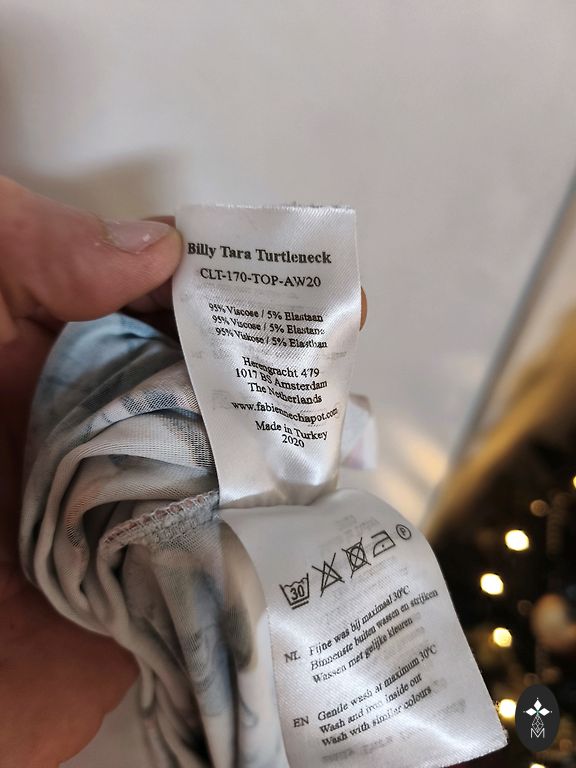 Billy Tara Turtleneck
CLT-170-TOP-AW20
95% Viscose / 5% Elastaan
95% Viscose / 5% Elastane
95% Viskose / 5% Elasthan
Herengracht 479
1017 BS Amsterdam
The Netherlands
www.fabiennechapot.com
Made in Turkey
2020
30
P
NL Fijne was bij maximaal 30°C
Binnenste buiten wassen en strijken
Wassen met gelijke kleuren
EN Gentle wash at maximum 30°C
Wash and iron inside our
Wash with similar colours
M